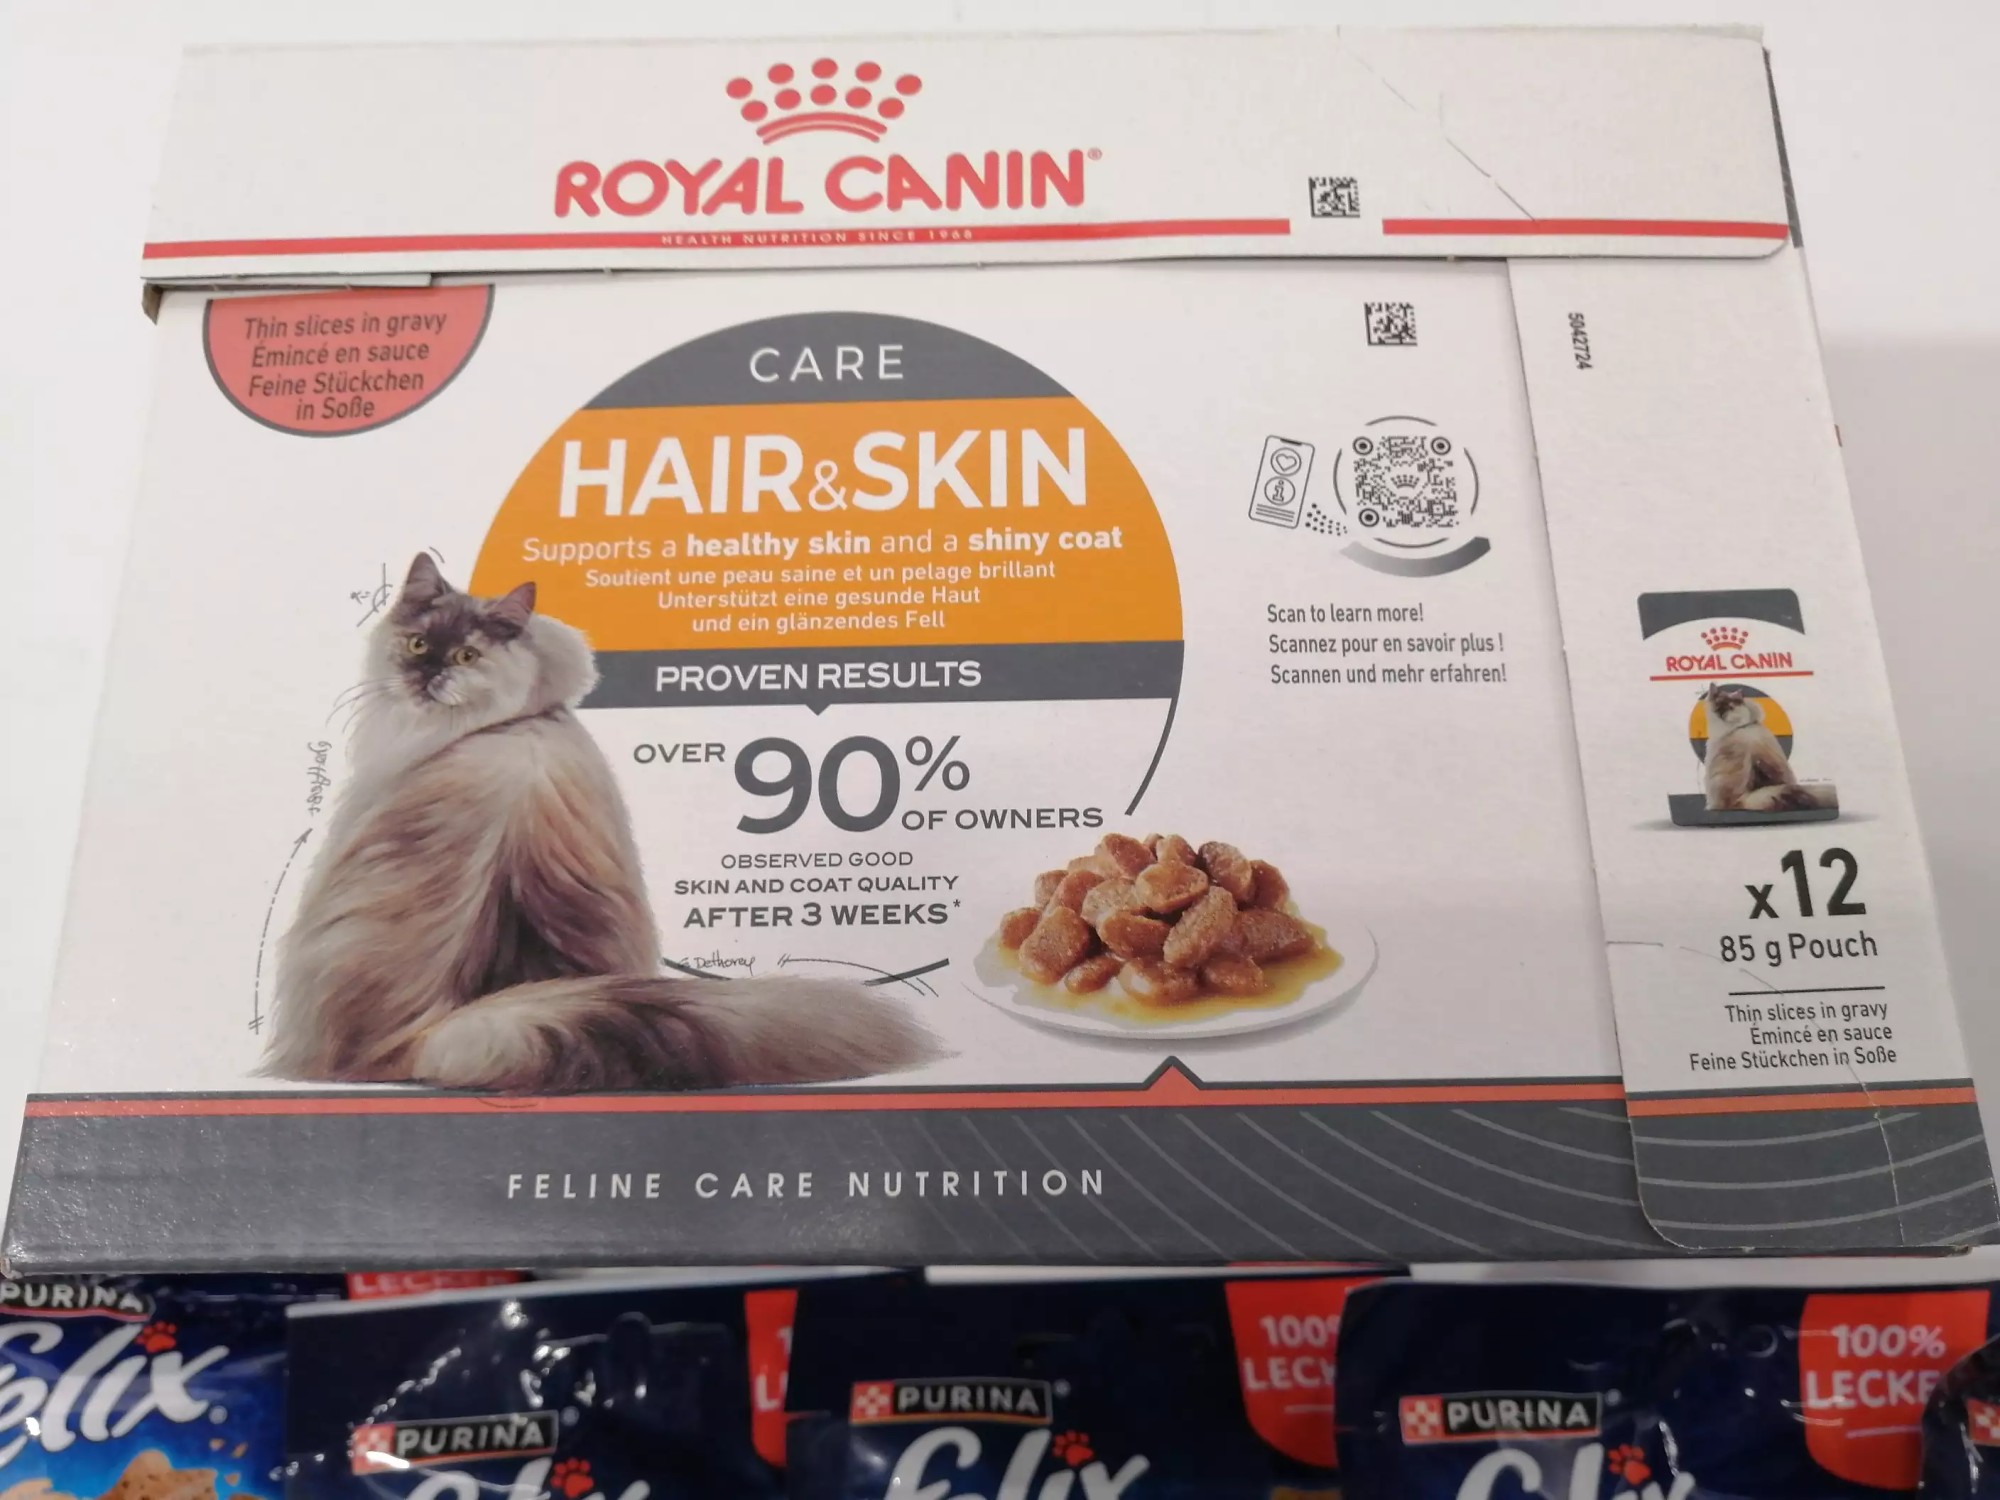 ROYAL CANIN®
HEALTH NUTRITION SINCE 1968
Thin slices in gravy
Émincé en sauce
Feine Stückchen
in Soße
CARE
HAIR&SKIN
Supports a healthy skin and a shiny coat
Soutient une peau saine et un pelage brillant
Unterstützt eine gesunde Haut
und ein glänzendes Fell
PROVEN RESULTS
OVER 90% OF OWNERS
OBSERVED GOOD
SKIN AND COAT QUALITY
AFTER 3 WEEKS*
Scan to learn more!
Scannez pour en savoir plus !
Scannen und mehr erfahren!
5042724
ROYAL CANIN
x12
85 g Pouch
Thin slices in gravy
Émincé en sauce
Feine Stückchen in Soße
FELINE CARE NUTRITION
PURINA
felix
PURINA
PURINA
felix
100%
PURINA
100%